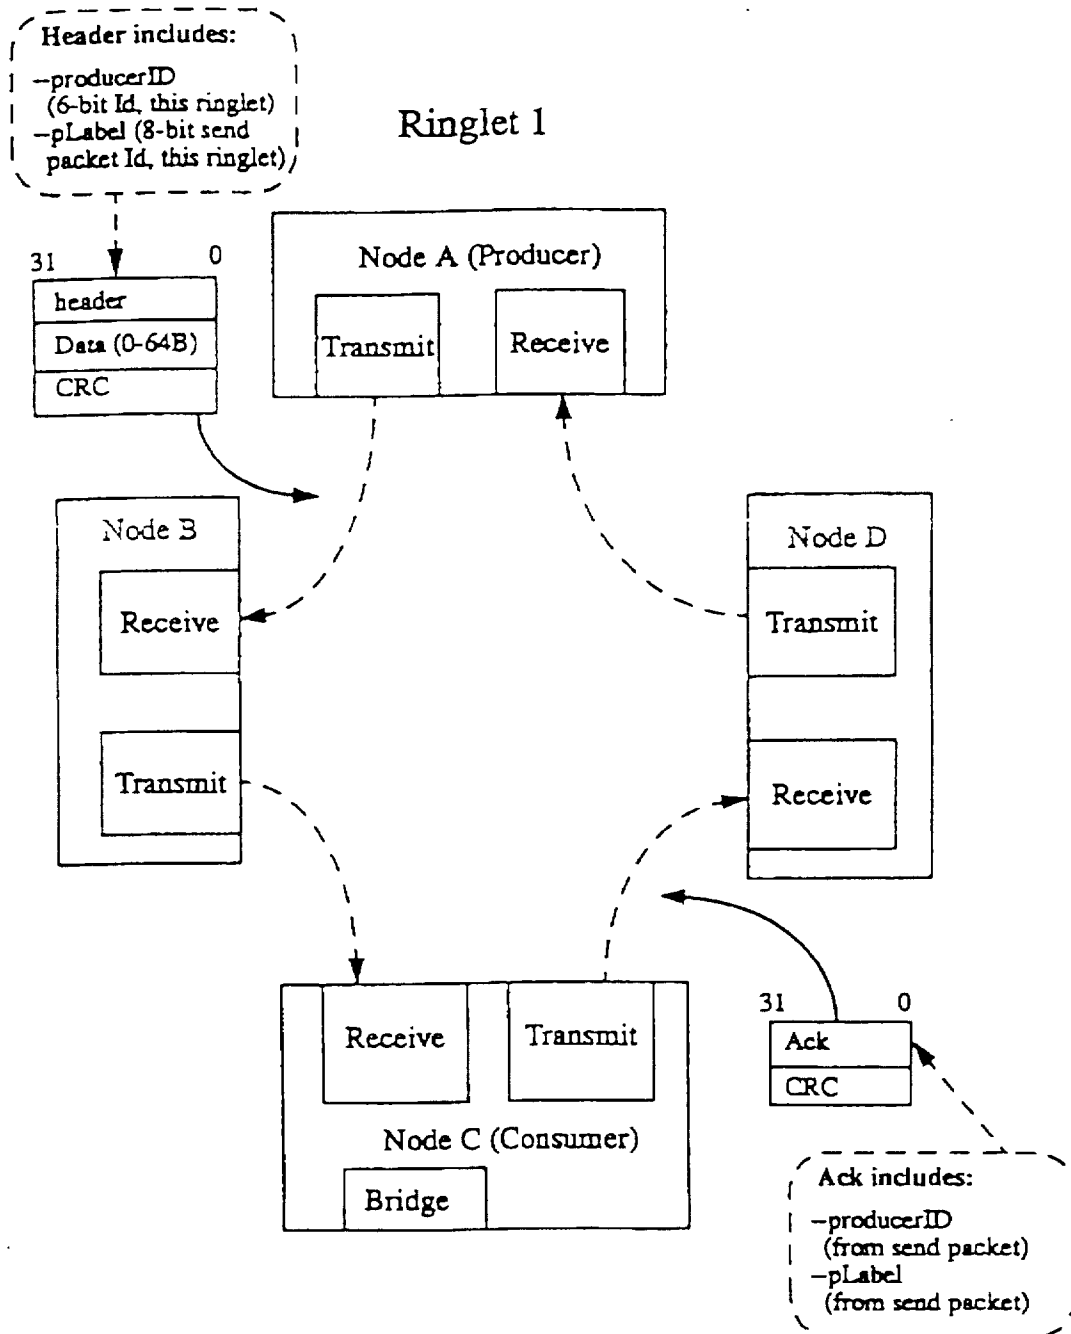 Header includes:
–producerID
(6-bit Id, this ringlet)
–pLabel (8-bit send
packet Id, this ringlet)
Ringlet 1
31
0
header
Data (0-64B)
CRC
Node A (Producer)
Transmit
Receive
Node B
Receive
Transmit
Node D
Transmit
Receive
Receive
Transmit
Node C (Consumer)
Bridge
31
0
Ack
CRC
Ack includes:
–producerID
(from send packet)
–pLabel
(from send packet)